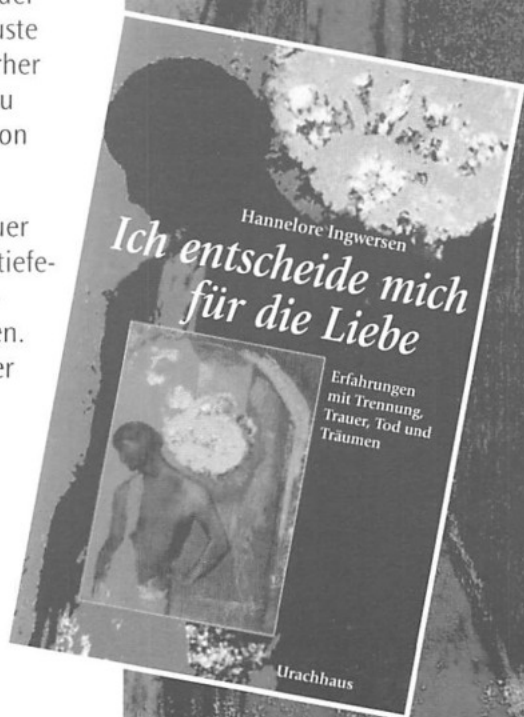 uste
rher
u
on
uer
tiefe-
en.
er
Hannelore Ingwersen
Ich entscheide mich
für die Liebe
Erfahrungen
mit Trennung,
Trauer, Tod und
Träumen
Urachhaus